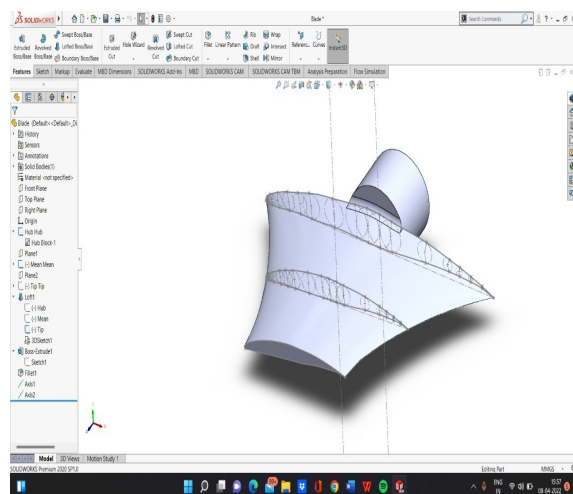 SOLIDWORKS
Blade *
Search Commands
Extruded Boss/Base
Revolved Boss/Base
Swept Boss/Base
Lofted Boss/Base
Boundary Boss/Base
Extruded Cut
Hole Wizard
Revolved Cut
Swept Cut
Lofted Cut
Boundary Cut
Fillet
Linear Pattern
Rib
Draft
Shell
Wrap
Intersect
Mirror
Referenc...
Curves
Instant3D
Features Sketch Markup Evaluate MBD Dimensions SOLIDWORKS Add-Ins MBD SOLIDWORKS CAM SOLIDWORKS CAM TBM Analysis Preparation Flow Simulation
Blade (Default<<Default>_Di
History
Sensors
Annotations
Solid Bodies(1)
Material <not specified>
Front Plane
Top Plane
Right Plane
Origin
Hub Hub
Hub Block-1
Plane1
(-) Mean Mean
Plane2
(-) Tip Tip
Loft1
(-) Hub
(-) Mean
(-) Tip
3DSketch1
Boss-Extrude1
Sketch1
Fillet1
Axis1
Axis2
Model 3D Views Motion Study 1
SOLIDWORKS Premium 2020 SP1.0
Editing Part
MMGS
99+
ENG
IN
15:57
08-04-2022